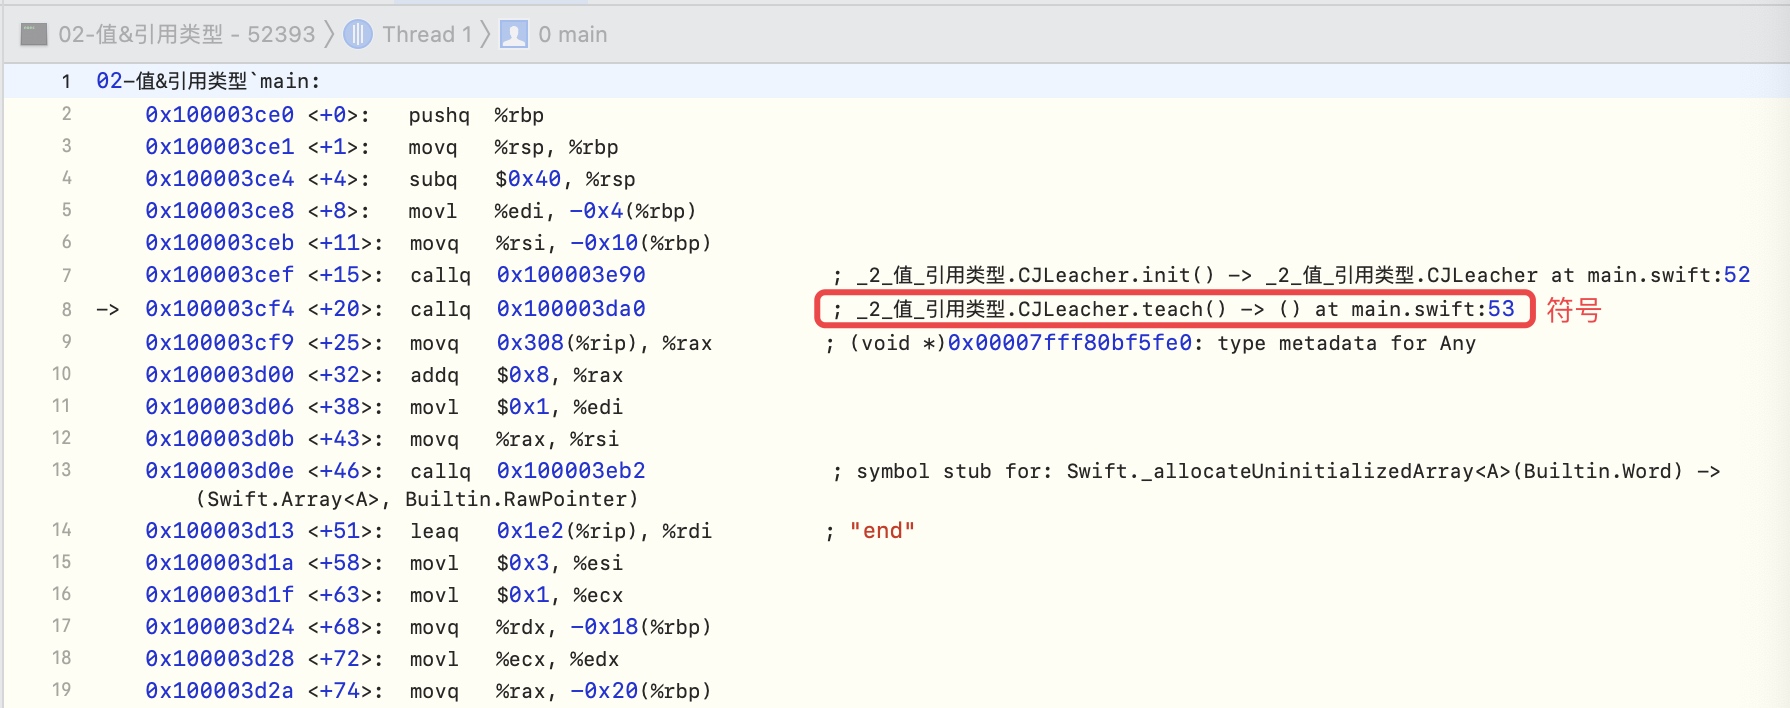 02-值&引用类型 - 52393 〉 Thread 1 〉 0 main
1 02-值&引用类型`main:
2 0x100003ce0 <+0>: pushq %rbp
3 0x100003ce1 <+1>: movq %rsp, %rbp
4 0x100003ce4 <+4>: subq $0x40, %rsp
5 0x100003ce8 <+8>: movl %edi, -0x4(%rbp)
6 0x100003ceb <+11>: movq %rsi, -0x10(%rbp)
7 0x100003cef <+15>: callq 0x100003e90 ; _2_值_引用类型.CJLeacher.init() -> _2_值_引用类型.CJLeacher at main.swift:52
8 -> 0x100003cf4 <+20>: callq 0x100003da0 ; _2_值_引用类型.CJLeacher.teach() -> () at main.swift:53 符号
9 0x100003cf9 <+25>: movq 0x308(%rip), %rax ; (void *)0x00007fff80bf5fe0: type metadata for Any
10 0x100003d00 <+32>: addq $0x8, %rax
11 0x100003d06 <+38>: movl $0x1, %edi
12 0x100003d0b <+43>: movq %rax, %rsi
13 0x100003d0e <+46>: callq 0x100003eb2 ; symbol stub for: Swift._allocateUninitializedArray<A>(Builtin.Word) ->
(Swift.Array<A>, Builtin.RawPointer)
14 0x100003d13 <+51>: leaq 0x1e2(%rip), %rdi ; "end"
15 0x100003d1a <+58>: movl $0x3, %esi
16 0x100003d1f <+63>: movl $0x1, %ecx
17 0x100003d24 <+68>: movq %rdx, -0x18(%rbp)
18 0x100003d28 <+72>: movl %ecx, %edx
19 0x100003d2a <+74>: movq %rax, -0x20(%rbp)